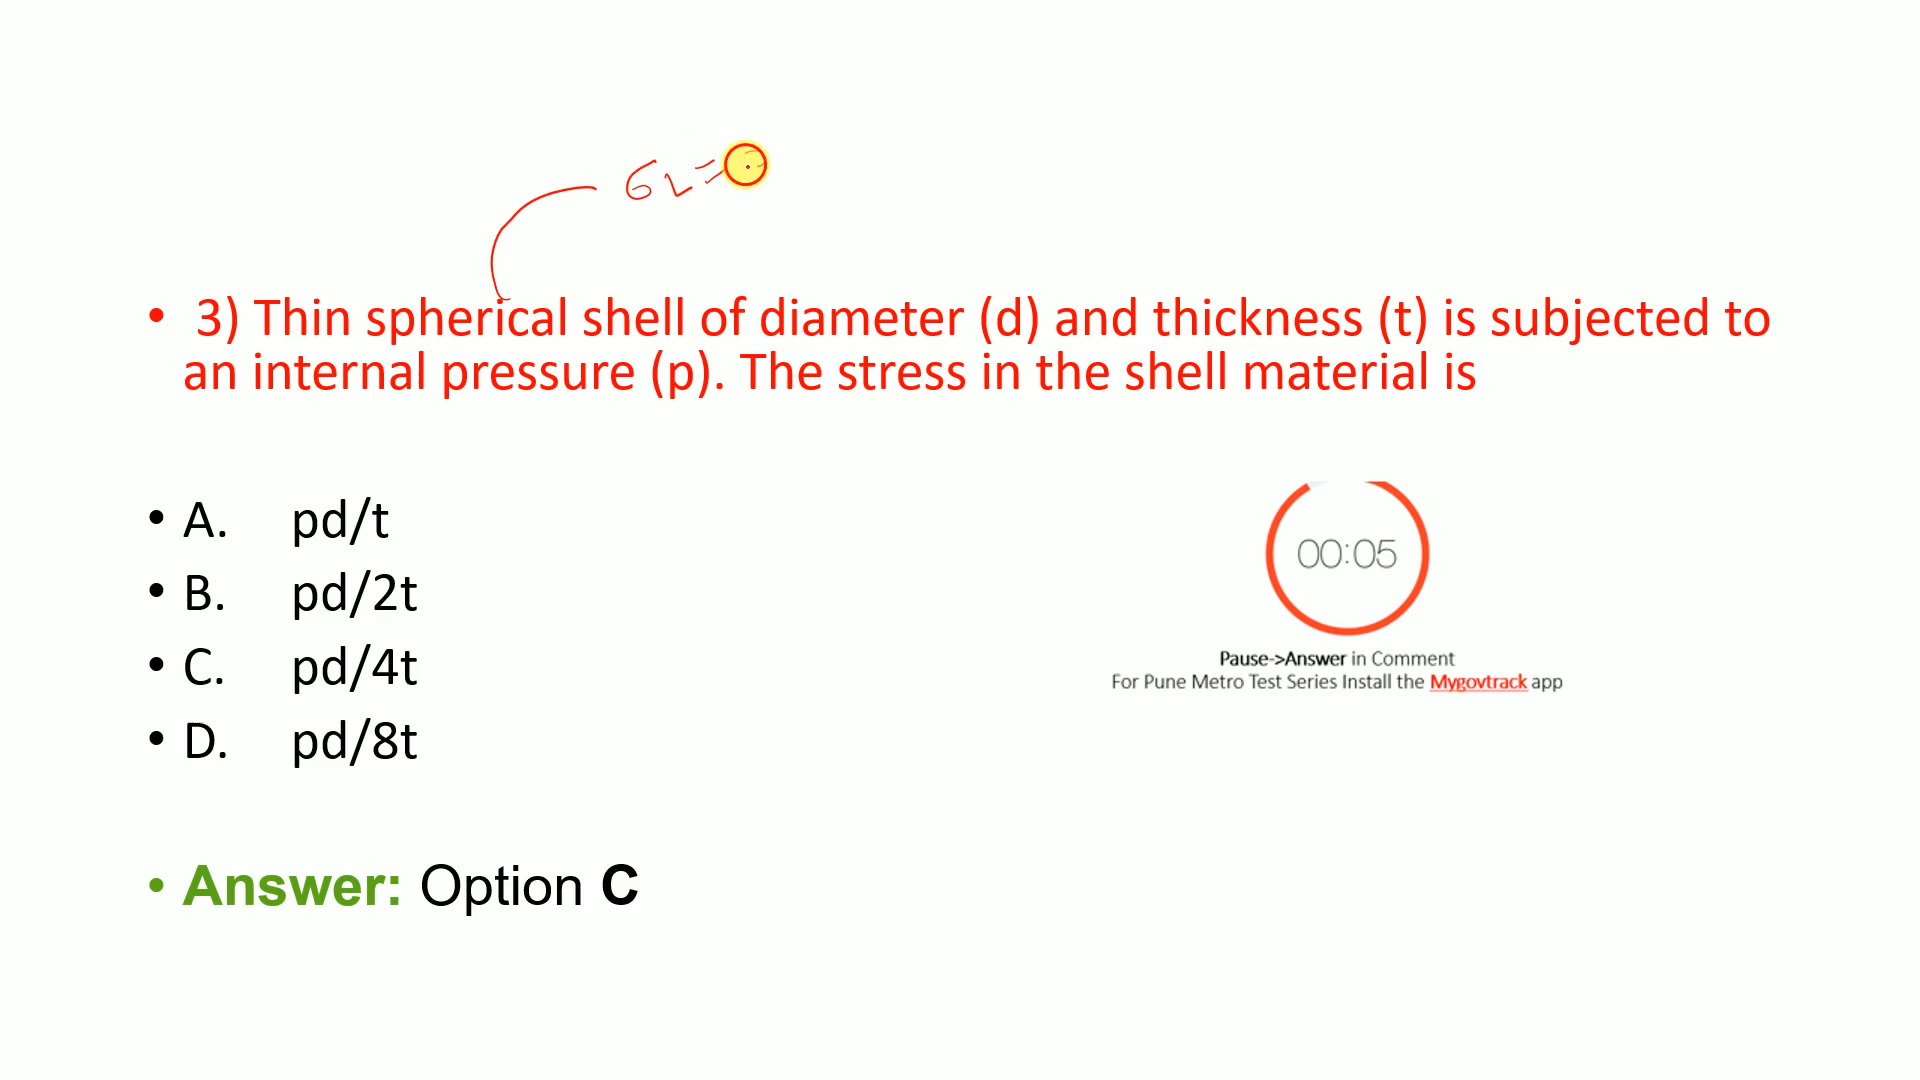 σL =
• 3) Thin spherical shell of diameter (d) and thickness (t) is subjected to
an internal pressure (p). The stress in the shell material is
• A. pd/t
• B. pd/2t
• C. pd/4t
• D. pd/8t
00:05
Pause->Answer in Comment
For Pune Metro Test Series Install the Mygovtrack app
• Answer: Option C